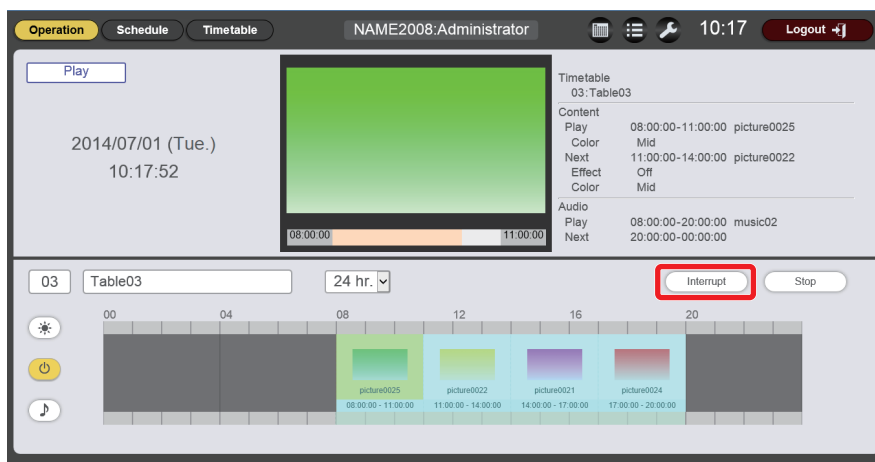 Operation Schedule Timetable NAME2008:Administrator 10:17 Logout
Play
2014/07/01 (Tue.)
10:17:52
08:00:00 11:00:00
Timetable
03:Table03
Content
Play 08:00:00-11:00:00 picture0025
Color Mid
Next 11:00:00-14:00:00 picture0022
Effect Off
Color Mid
Audio
Play 08:00:00-20:00:00 music02
Next 20:00:00-00:00:00
03 Table03 24 hr. Interrupt Stop
00 04 08 12 16 20
picture0025 picture0022 picture0021 picture0024
08:00:00 - 11:00:00 11:00:00 - 14:00:00 14:00:00 - 17:00:00 17:00:00 - 20:00:00